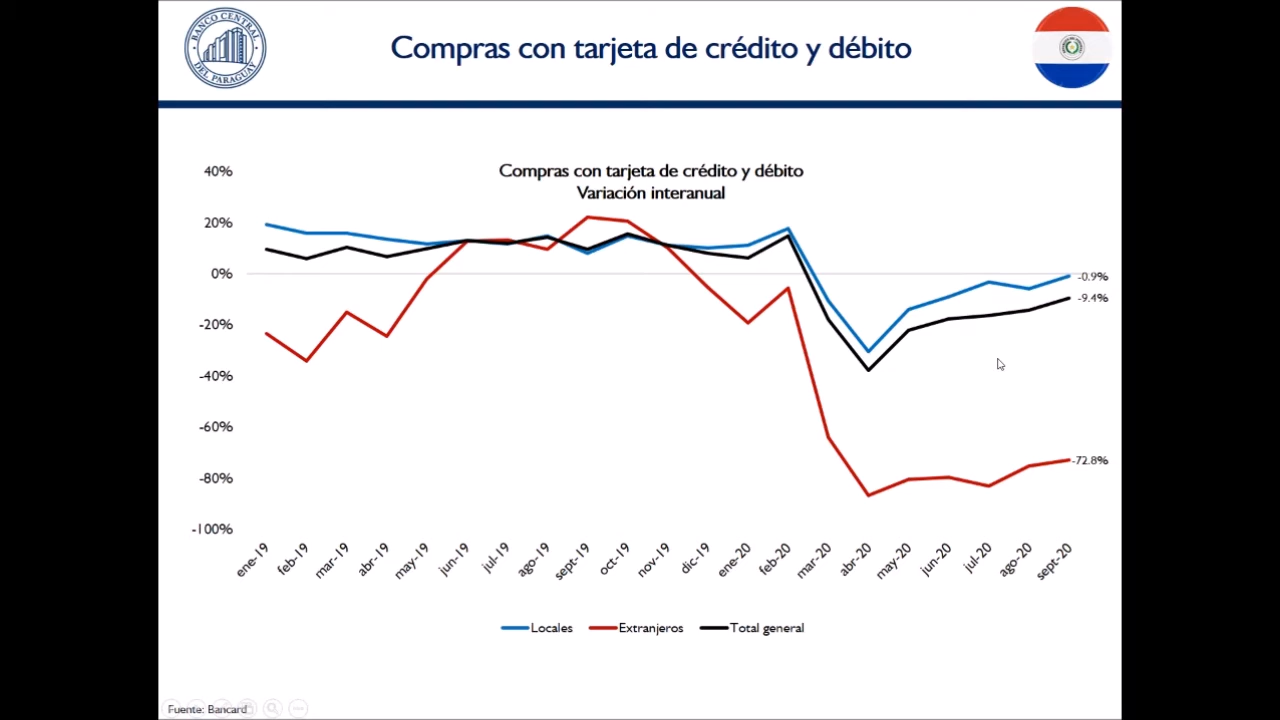 BANCO CENTRAL
DEL PARAGUAY
Compras con tarjeta de crédito y débito
Compras con tarjeta de crédito y débito
Variación interanual
40%
20%
0%
-20%
-40%
-60%
-80%
-100%
-0.9%
-9.4%
-72.8%
ene-19 feb-19 mar-19 abr-19 may-19 jun-19 jul-19 ago-19 sept-19 oct-19 nov-19 dic-19 ene-20 feb-20 mar-20 abr-20 may-20 jun-20 jul-20 ago-20 sept-20
Locales Extranjeros Total general
Fuente: Bancard